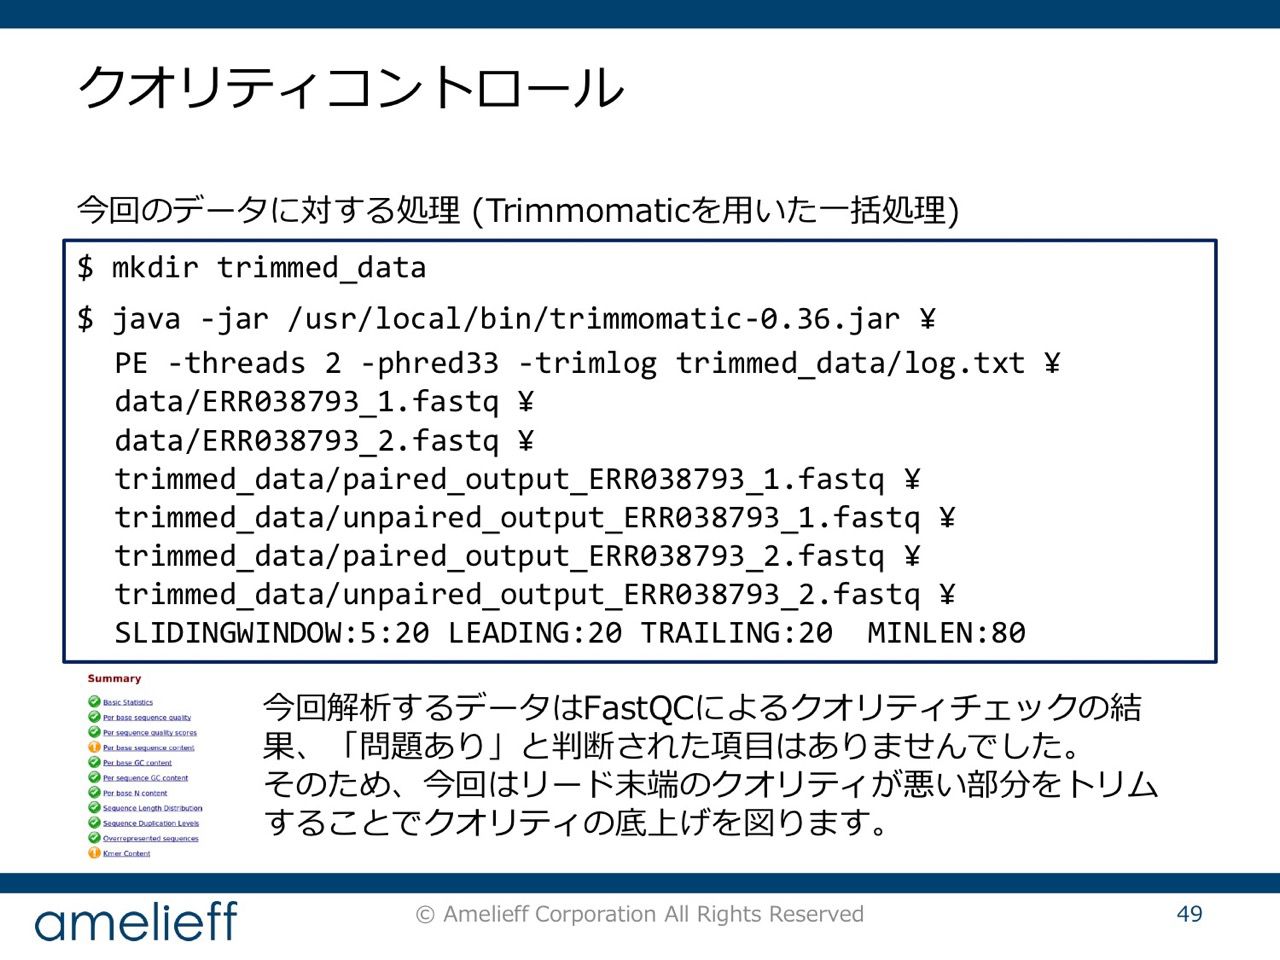 クオリティコントロール
今回のデータに対する処理 (Trimmomaticを用いた一括処理)
$ mkdir trimmed_data
$ java -jar /usr/local/bin/trimmomatic-0.36.jar ¥
PE -threads 2 -phred33 -trimlog trimmed_data/log.txt ¥
data/ERR038793_1.fastq ¥
data/ERR038793_2.fastq ¥
trimmed_data/paired_output_ERR038793_1.fastq ¥
trimmed_data/unpaired_output_ERR038793_1.fastq ¥
trimmed_data/paired_output_ERR038793_2.fastq ¥
trimmed_data/unpaired_output_ERR038793_2.fastq ¥
SLIDINGWINDOW:5:20 LEADING:20 TRAILING:20  MINLEN:80
Summary
Basic Statistics
Per base sequence quality
Per sequence quality scores
Per base sequence content
Per base GC content
Per sequence GC content
Per base N content
Sequence Length Distribution
Sequence Duplication Levels
Overrepresented sequences
Kmer Content
今回解析するデータはFastQCによるクオリティチェックの結
果、「問題あり」と判断された項目はありませんでした。
そのため、今回はリード末端のクオリティが悪い部分をトリム
することでクオリティの底上げを図ります。
amelieff
© Amelieff Corporation All Rights Reserved
49